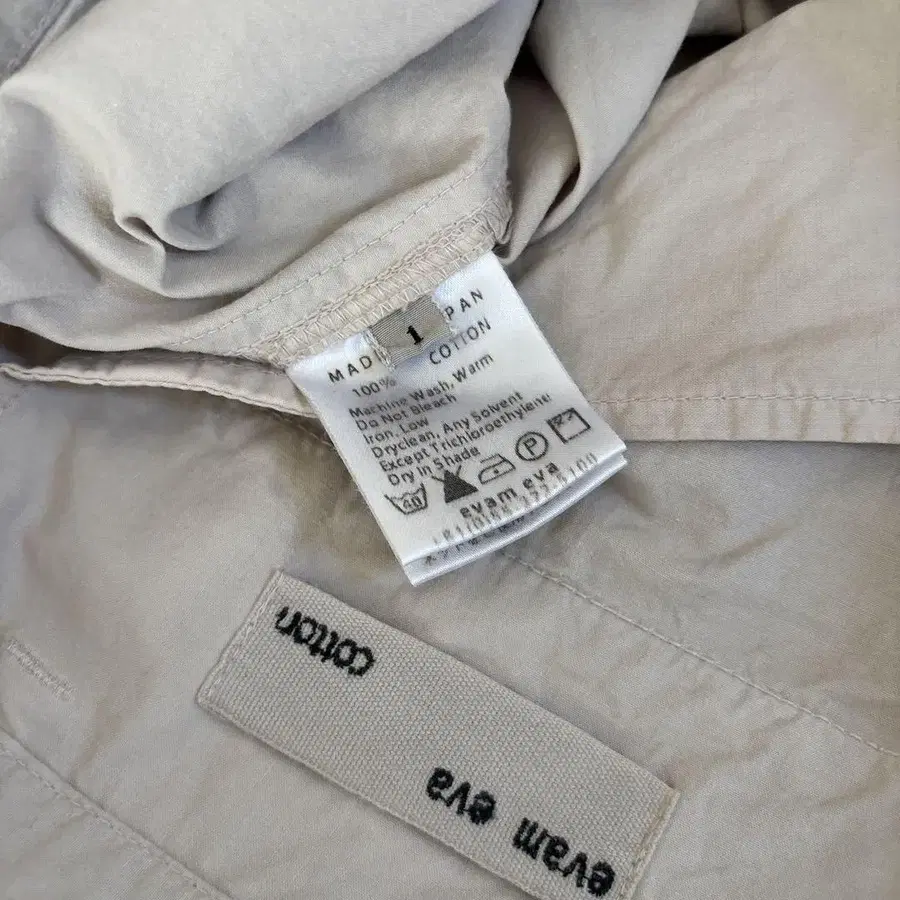 1
MADE IN JAPAN
100% COTTON
Machine Wash, Warm
Do Not Bleach
Iron, Low
Dryclean, Any Solvent
Except Trichloroethylene
Dry In Shade
40 P
evam eva
evam eva
cotton